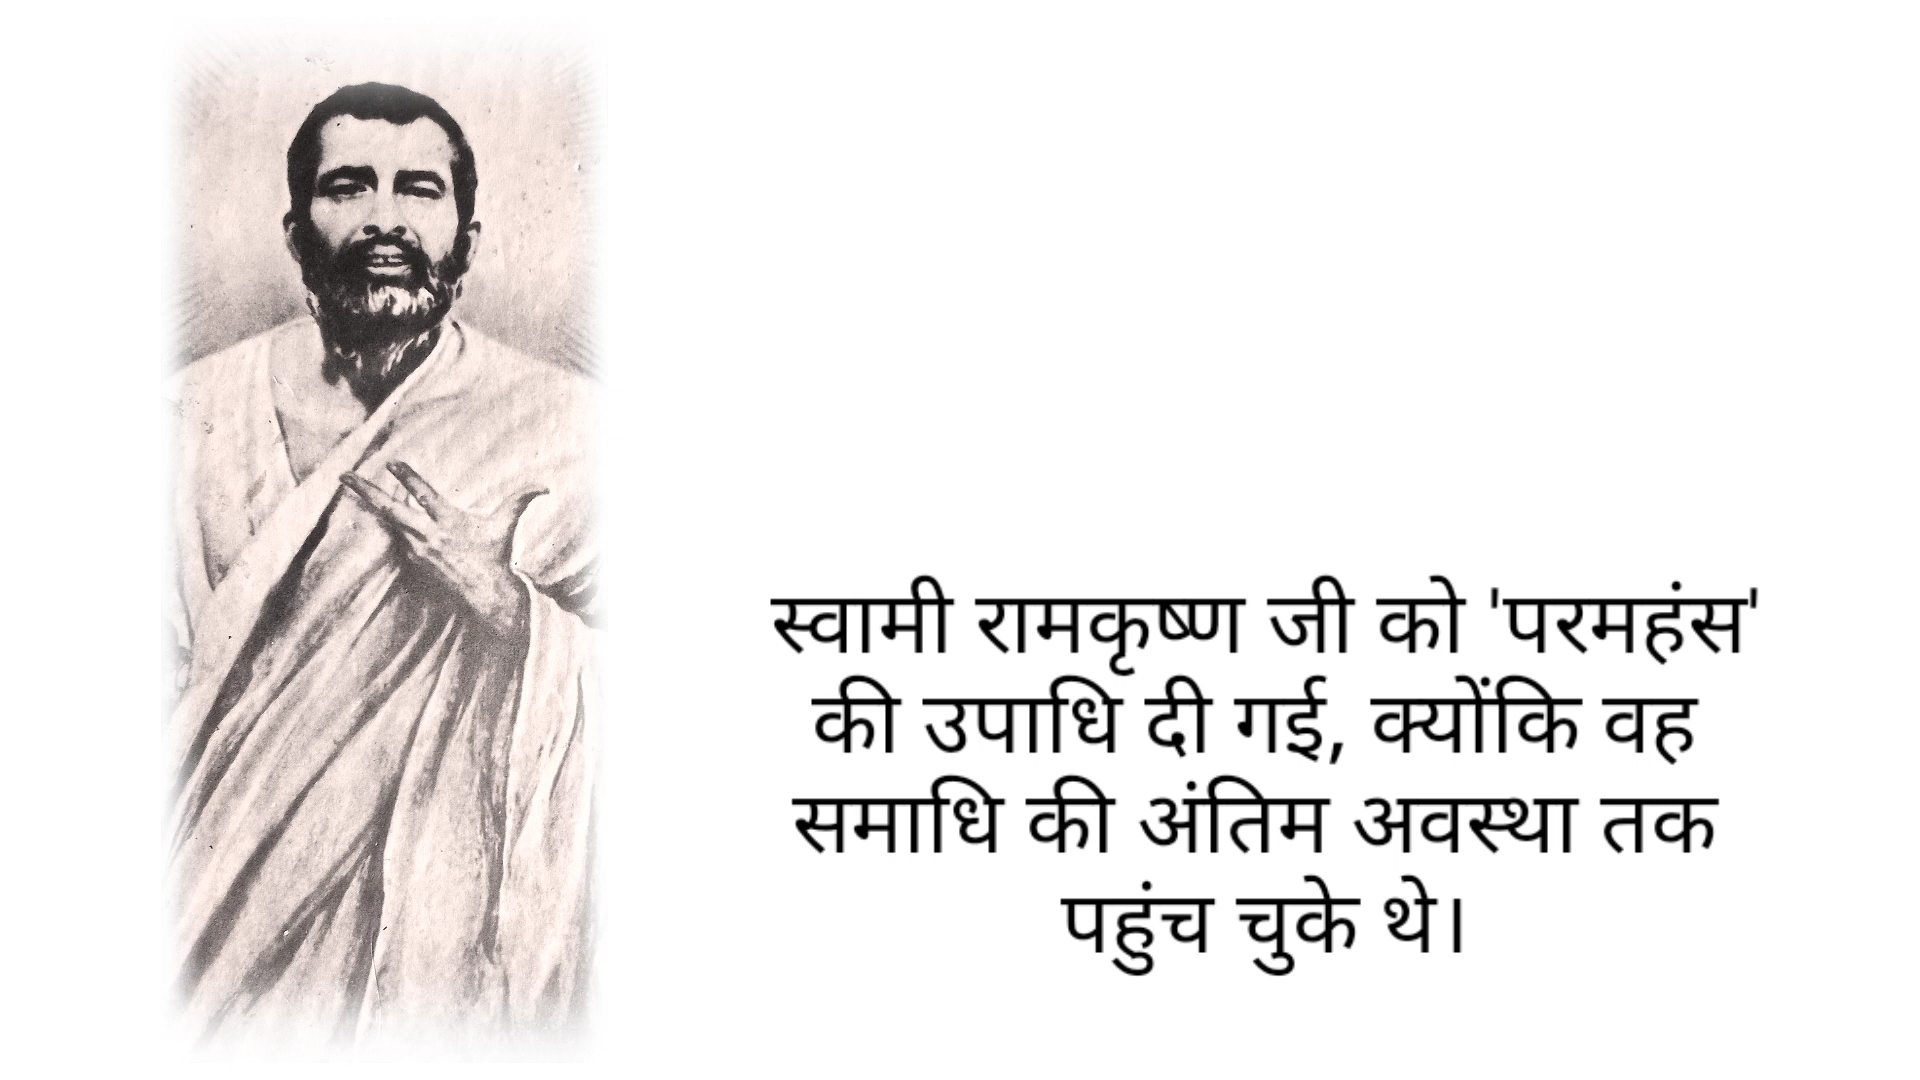 स्वामी रामकृष्ण जी को 'परमहंस'
की उपाधि दी गई, क्योंकि वह
समाधि की अंतिम अवस्था तक
पहुंच चुके थे।